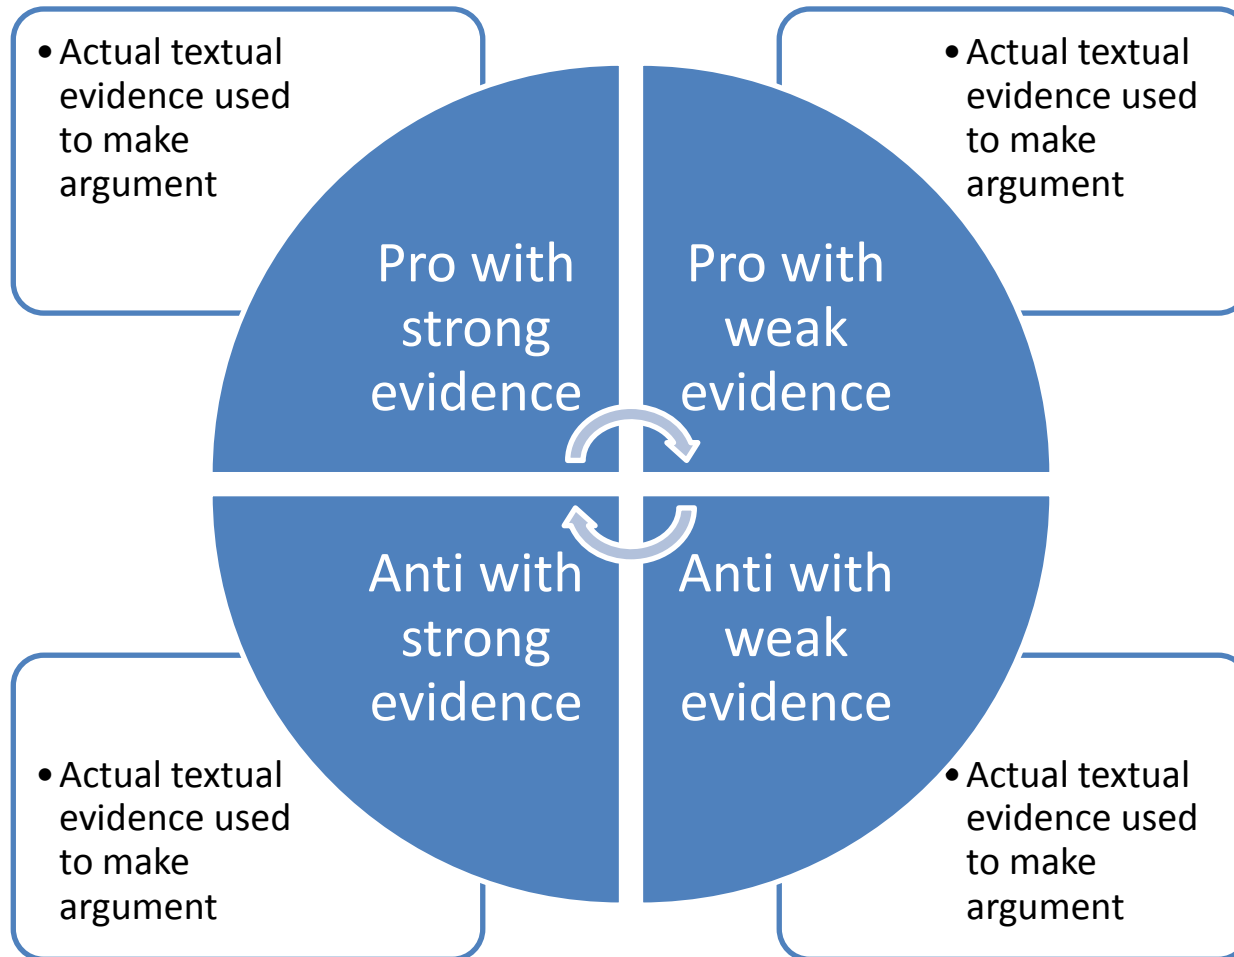 • Actual textual
evidence used
to make
argument
• Actual textual
evidence used
to make
argument
Pro with
strong
evidence
Pro with
weak
evidence
Anti with
strong
evidence
Anti with
weak
evidence
• Actual textual
evidence used
to make
argument
• Actual textual
evidence used
to make
argument